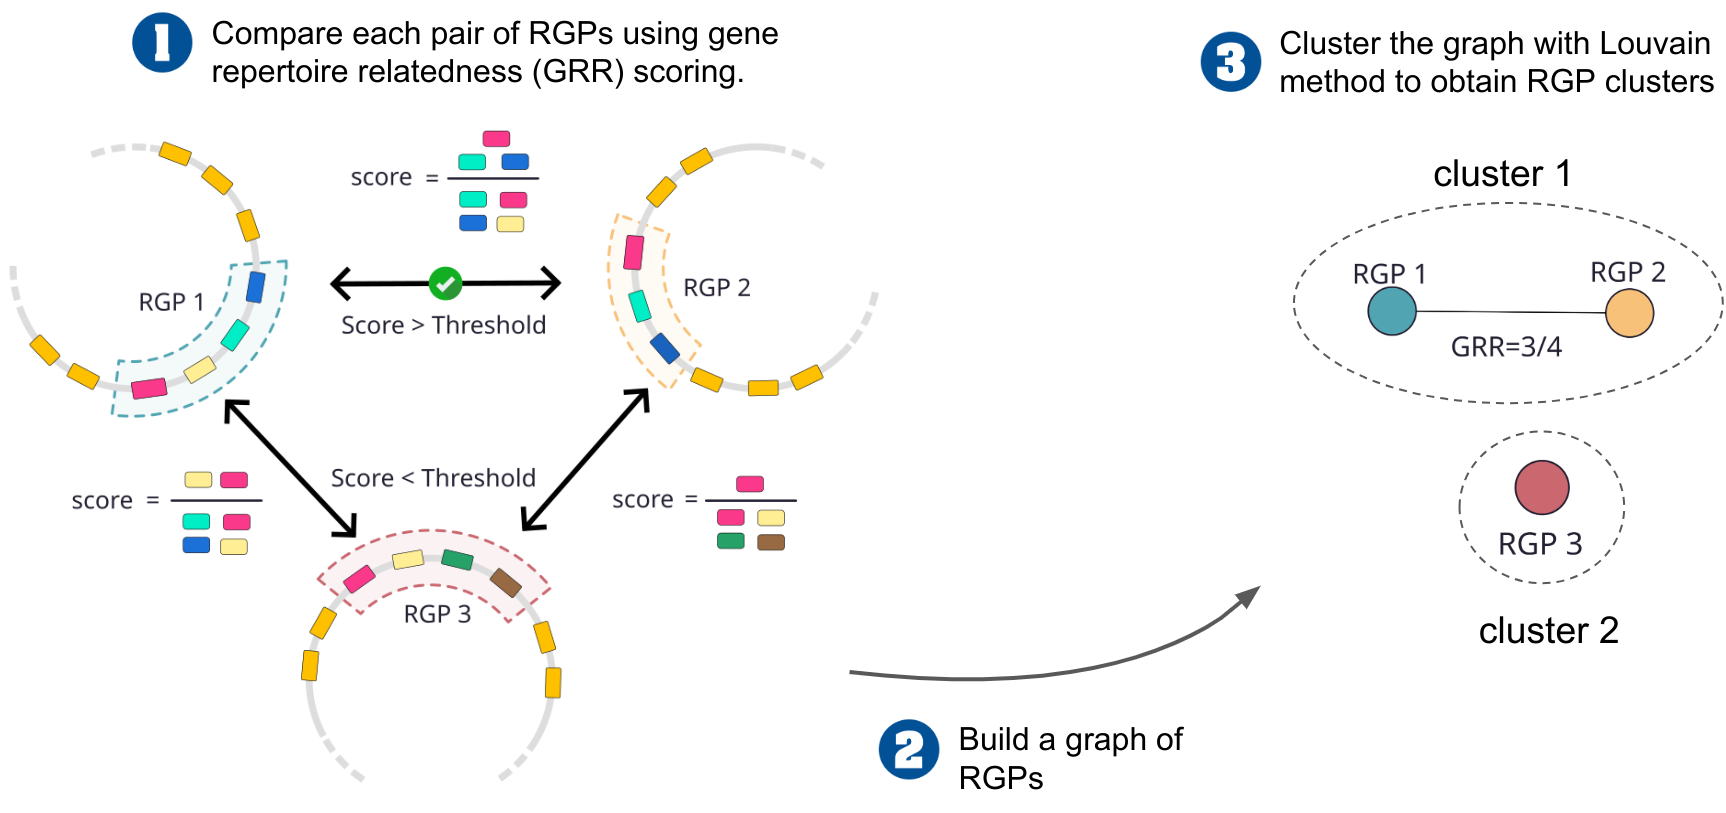 1
Compare each pair of RGPs using gene
repertoire relatedness (GRR) scoring.
score =
RGP 1
RGP 2
Score > Threshold
Score < Threshold
score =
score =
RGP 3
2
Build a graph of
RGPs
3
Cluster the graph with Louvain
method to obtain RGP clusters
cluster 1
RGP 1
RGP 2
GRR=3/4
RGP 3
cluster 2